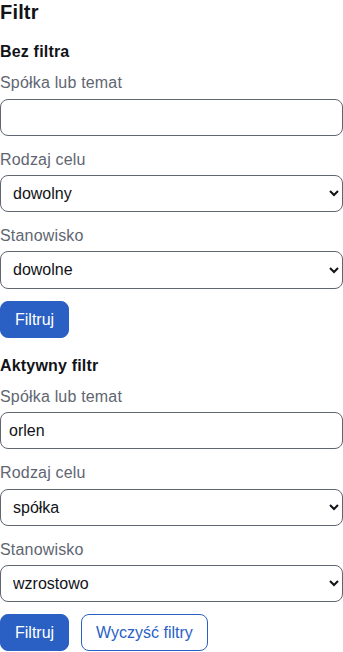 Filtr
Bez filtra
Spółka lub temat
Rodzaj celu
dowolny
Stanowisko
dowolne
Filtruj
Aktywny filtr
Spółka lub temat
orlen
Rodzaj celu
spółka
Stanowisko
wzrostowo
Filtruj Wyczyść filtry